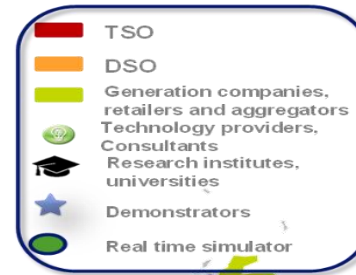 TSO
DSO
Generation companies,
retailers and aggregators
Technology providers,
Consultants
Research institutes,
universities
Demonstrators
Real time simulator